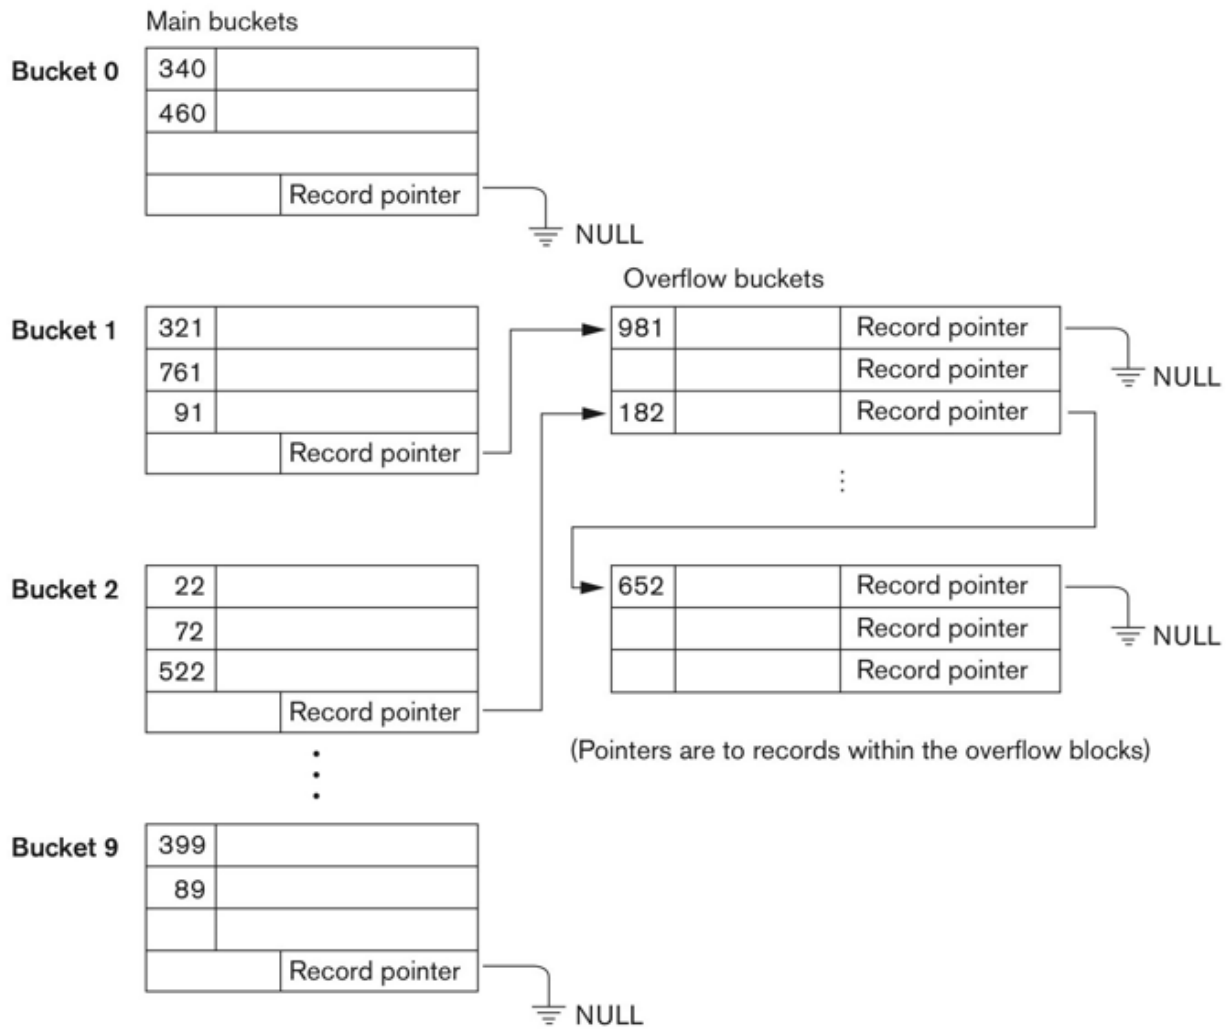 Main buckets
Bucket 0
340
460
Record pointer
NULL
Overflow buckets
Bucket 1
321
761
91
Record pointer
981 Record pointer
NULL
Record pointer
182 Record pointer
Bucket 2
22
72
522
Record pointer
652 Record pointer
NULL
Record pointer
Record pointer
(Pointers are to records within the overflow blocks)
Bucket 9
399
89
Record pointer
NULL